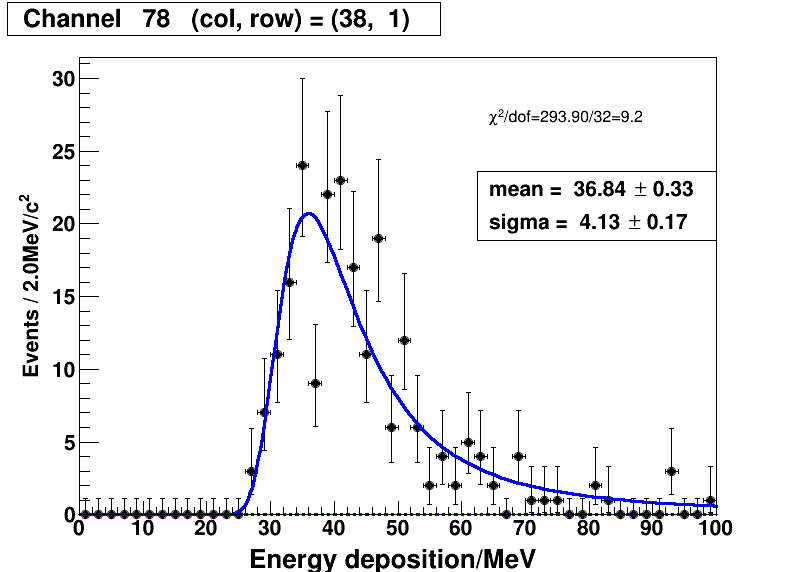 Channel 78 (col, row) = (38, 1)
χ²/dof=293.90/32=9.2
mean = 36.84 ± 0.33
sigma = 4.13 ± 0.17
Events / 2.0MeV/c²
30
25
20
15
10
5
0
0 10 20 30 40 50 60 70 80 90 100
Energy deposition/MeV